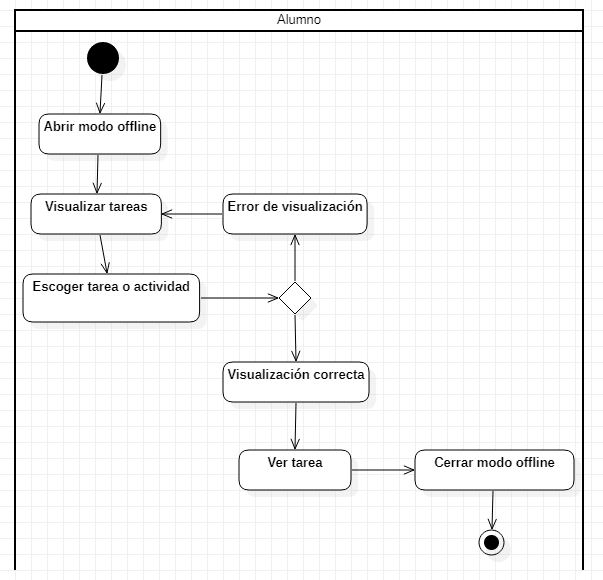 Alumno
Abrir modo offline
Visualizar tareas
Error de visualización
Escoger tarea o actividad
Visualización correcta
Ver tarea
Cerrar modo offline